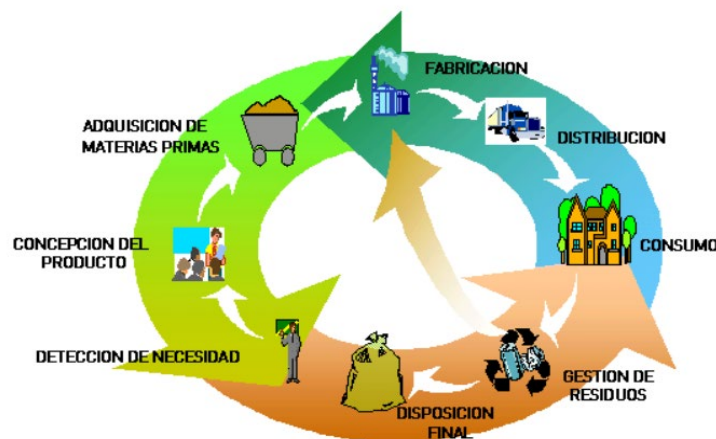 FABRICACION
ADQUISICION DE
MATERIAS PRIMAS
DISTRIBUCION
CONSUMO
CONCEPCION DEL
PRODUCTO
DETECCION DE NECESIDAD
GESTION DE
RESIDUOS
DISPOSICION
FINAL